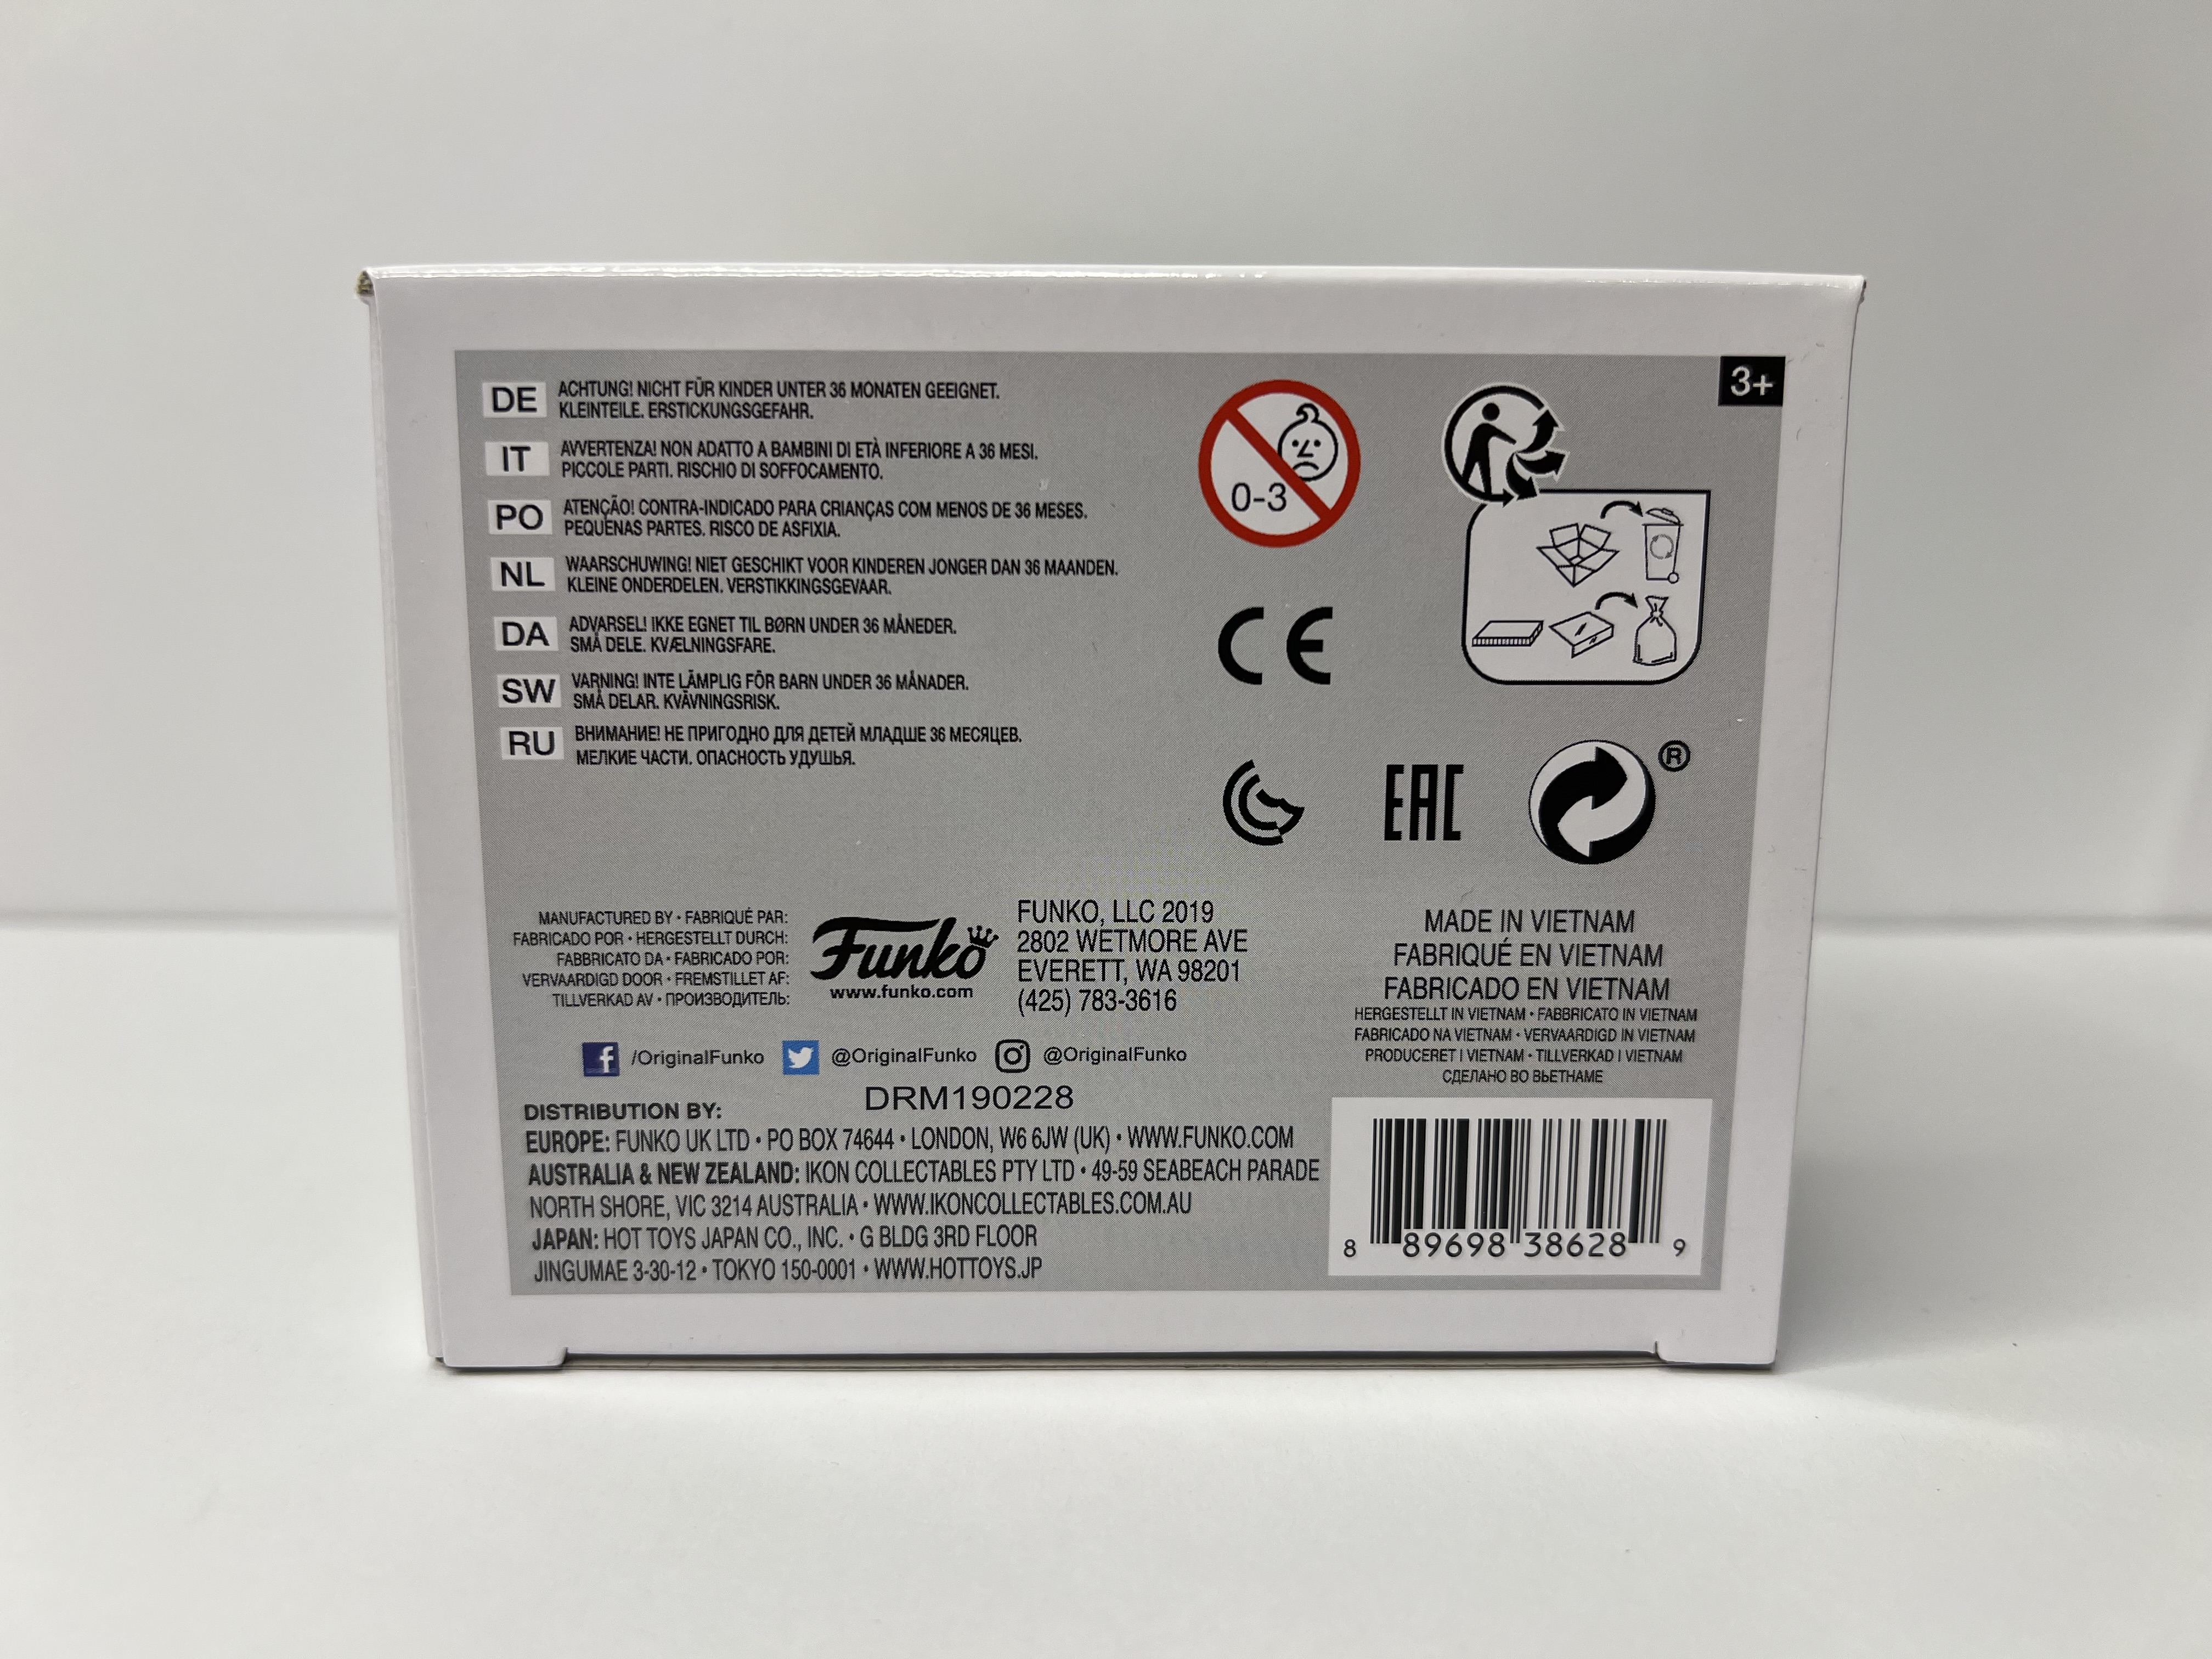 DE ACHTUNG! NICHT FÜR KINDER UNTER 36 MONATEN GEEIGNET.
KLEINTEILE. ERSTICKUNGSGEFAHR.
IT AVVERTENZA! NON ADATTO A BAMBINI DI ETÀ INFERIORE A 36 MESI.
PICCOLE PARTI. RISCHIO DI SOFFOCAMENTO.
PO ATENÇÃO! CONTRA-INDICADO PARA CRIANÇAS COM MENOS DE 36 MESES.
PEQUENAS PARTES. RISCO DE ASFIXIA.
NL WAARSCHUWING! NIET GESCHIKT VOOR KINDEREN JONGER DAN 36 MAANDEN.
KLEINE ONDERDELEN. VERSTIKKINGSGEVAAR.
DA ADVARSEL! IKKE EGNET TIL BØRN UNDER 36 MÅNEDER.
SMÅ DELE. KVÆLNINGSFARE.
SW VARNING! INTE LÄMPLIG FÖR BARN UNDER 36 MÅNADER.
SMÅ DELAR. KVÄVNINGSRISK.
RU ВНИМАНИЕ! НЕ ПРИГОДНО ДЛЯ ДЕТЕЙ МЛАДШЕ 36 МЕСЯЦЕВ.
МЕЛКИЕ ЧАСТИ. ОПАСНОСТЬ УДУШЬЯ.
0-3
3+
CE
EAC
®
MANUFACTURED BY • FABRIQUÉ PAR:
FABRICADO POR • HERGESTELLT DURCH:
FABBRICATO DA • FABRICADO POR:
VERVAARDIGD DOOR • FREMSTILLET AF:
TILLVERKAD AV • ПРОИЗВОДИТЕЛЬ:
Funko
www.funko.com
FUNKO, LLC 2019
2802 WETMORE AVE
EVERETT, WA 98201
(425) 783-3616
/OriginalFunko @OriginalFunko @OriginalFunko
DRM190228
DISTRIBUTION BY:
EUROPE: FUNKO UK LTD • PO BOX 74644 • LONDON, W6 6JW (UK) • WWW.FUNKO.COM
AUSTRALIA & NEW ZEALAND: IKON COLLECTABLES PTY LTD • 49-59 SEABEACH PARADE
NORTH SHORE, VIC 3214 AUSTRALIA • WWW.IKONCOLLECTABLES.COM.AU
JAPAN: HOT TOYS JAPAN CO., INC. • G BLDG 3RD FLOOR
JINGUMAE 3-30-12 • TOKYO 150-0001 • WWW.HOTTOYS.JP
MADE IN VIETNAM
FABRIQUÉ EN VIETNAM
FABRICADO EN VIETNAM
HERGESTELLT IN VIETNAM • FABBRICATO IN VIETNAM
FABRICADO NA VIETNAM • VERVAARDIGD IN VIETNAM
PRODUCERET I VIETNAM • TILLVERKAD I VIETNAM
СДЕЛАНО ВО ВЬЕТНАМЕ
8 89698 38628 9